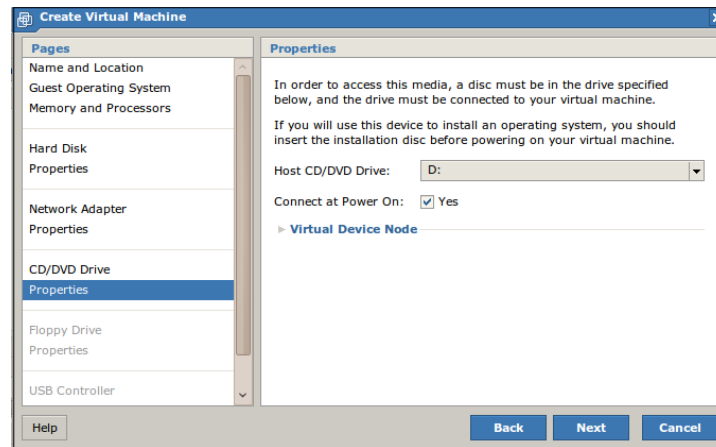 Create Virtual Machine
Pages
Name and Location
Guest Operating System
Memory and Processors
Hard Disk
Properties
Network Adapter
Properties
CD/DVD Drive
Properties
Floppy Drive
Properties
USB Controller
Properties
In order to access this media, a disc must be in the drive specified
below, and the drive must be connected to your virtual machine.
If you will use this device to install an operating system, you should
insert the installation disc before powering on your virtual machine.
Host CD/DVD Drive: D:
Connect at Power On: Yes
Virtual Device Node
Help Back Next Cancel